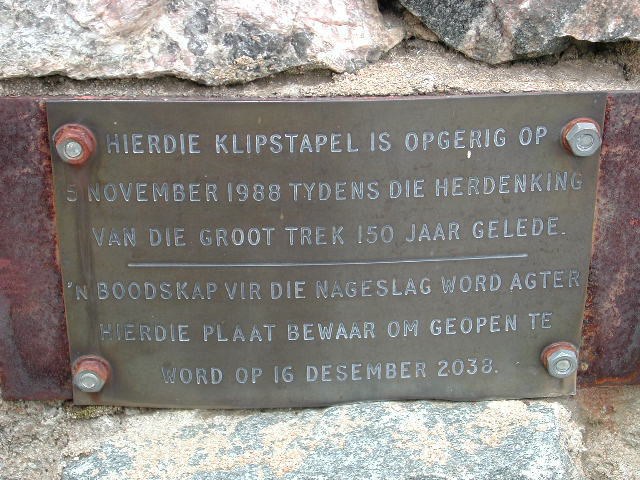 HIERDIE KLIPSTAPEL IS OPGERIG OP
5 NOVEMBER 1988 TYDENS DIE HERDENKING
VAN DIE GROOT TREK 150 JAAR GELEDE.
'N BOODSKAP VIR DIE NAGESLAG WORD AGTER
HIERDIE PLAAT BEWAAR OM GEOPEN TE
WORD OP 16 DESEMBER 2038.